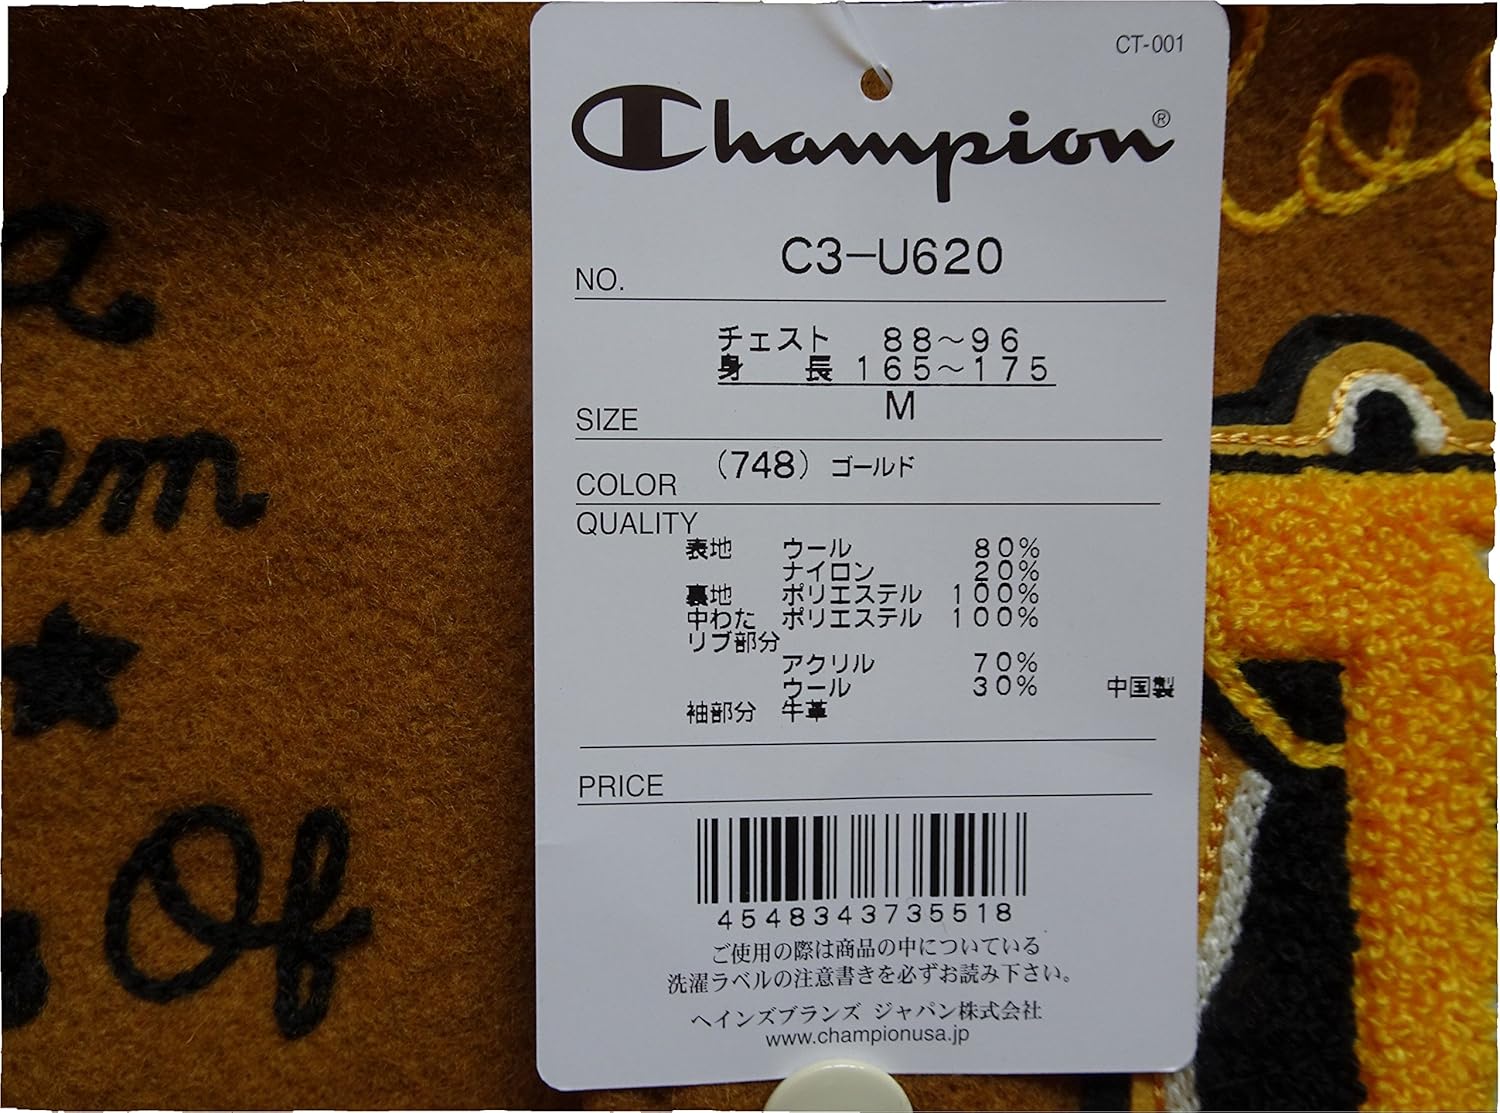 CT-001
Champion®
NO. C3-U620
チェスト 88～96
身 長 165～175
SIZE M
COLOR (748) ゴールド
QUALITY
表地 ウール 80%
ナイロン 20%
裏地 ポリエステル 100%
中わた ポリエステル 100%
リブ部分
アクリル 70%
ウール 30% 中国製
袖部分 牛革
PRICE
4548343735518
ご使用の際は商品の中についている
洗濯ラベルの注意書きを必ずお読み下さい。
ヘインズブランズ ジャパン株式会社
www.championusa.jp
Of